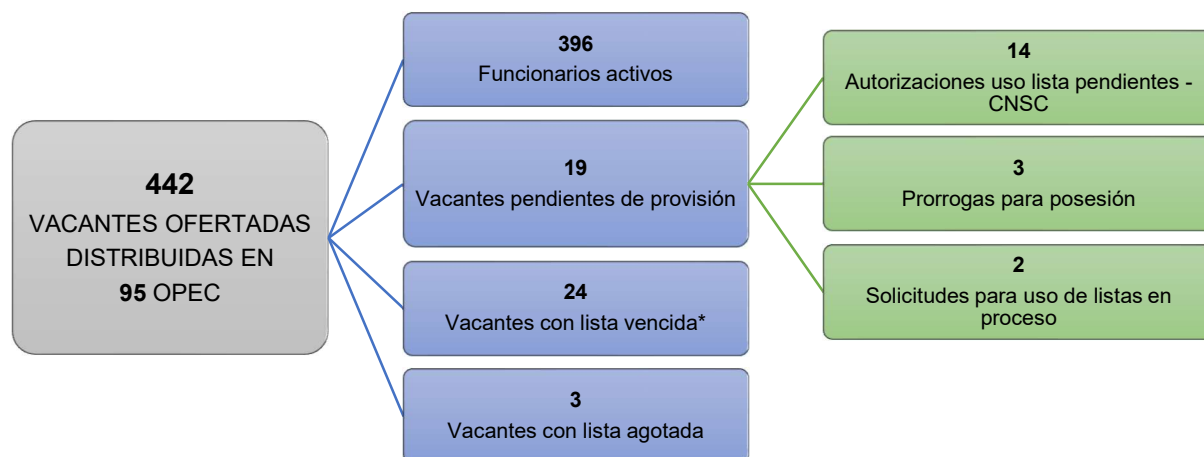 442
VACANTES OFERTADAS
DISTRIBUIDAS EN
95 OPEC
396
Funcionarios activos
19
Vacantes pendientes de provisión
24
Vacantes con lista vencida*
3
Vacantes con lista agotada
14
Autorizaciones uso lista pendientes -
CNSC
3
Prorrogas para posesión
2
Solicitudes para uso de listas en
proceso